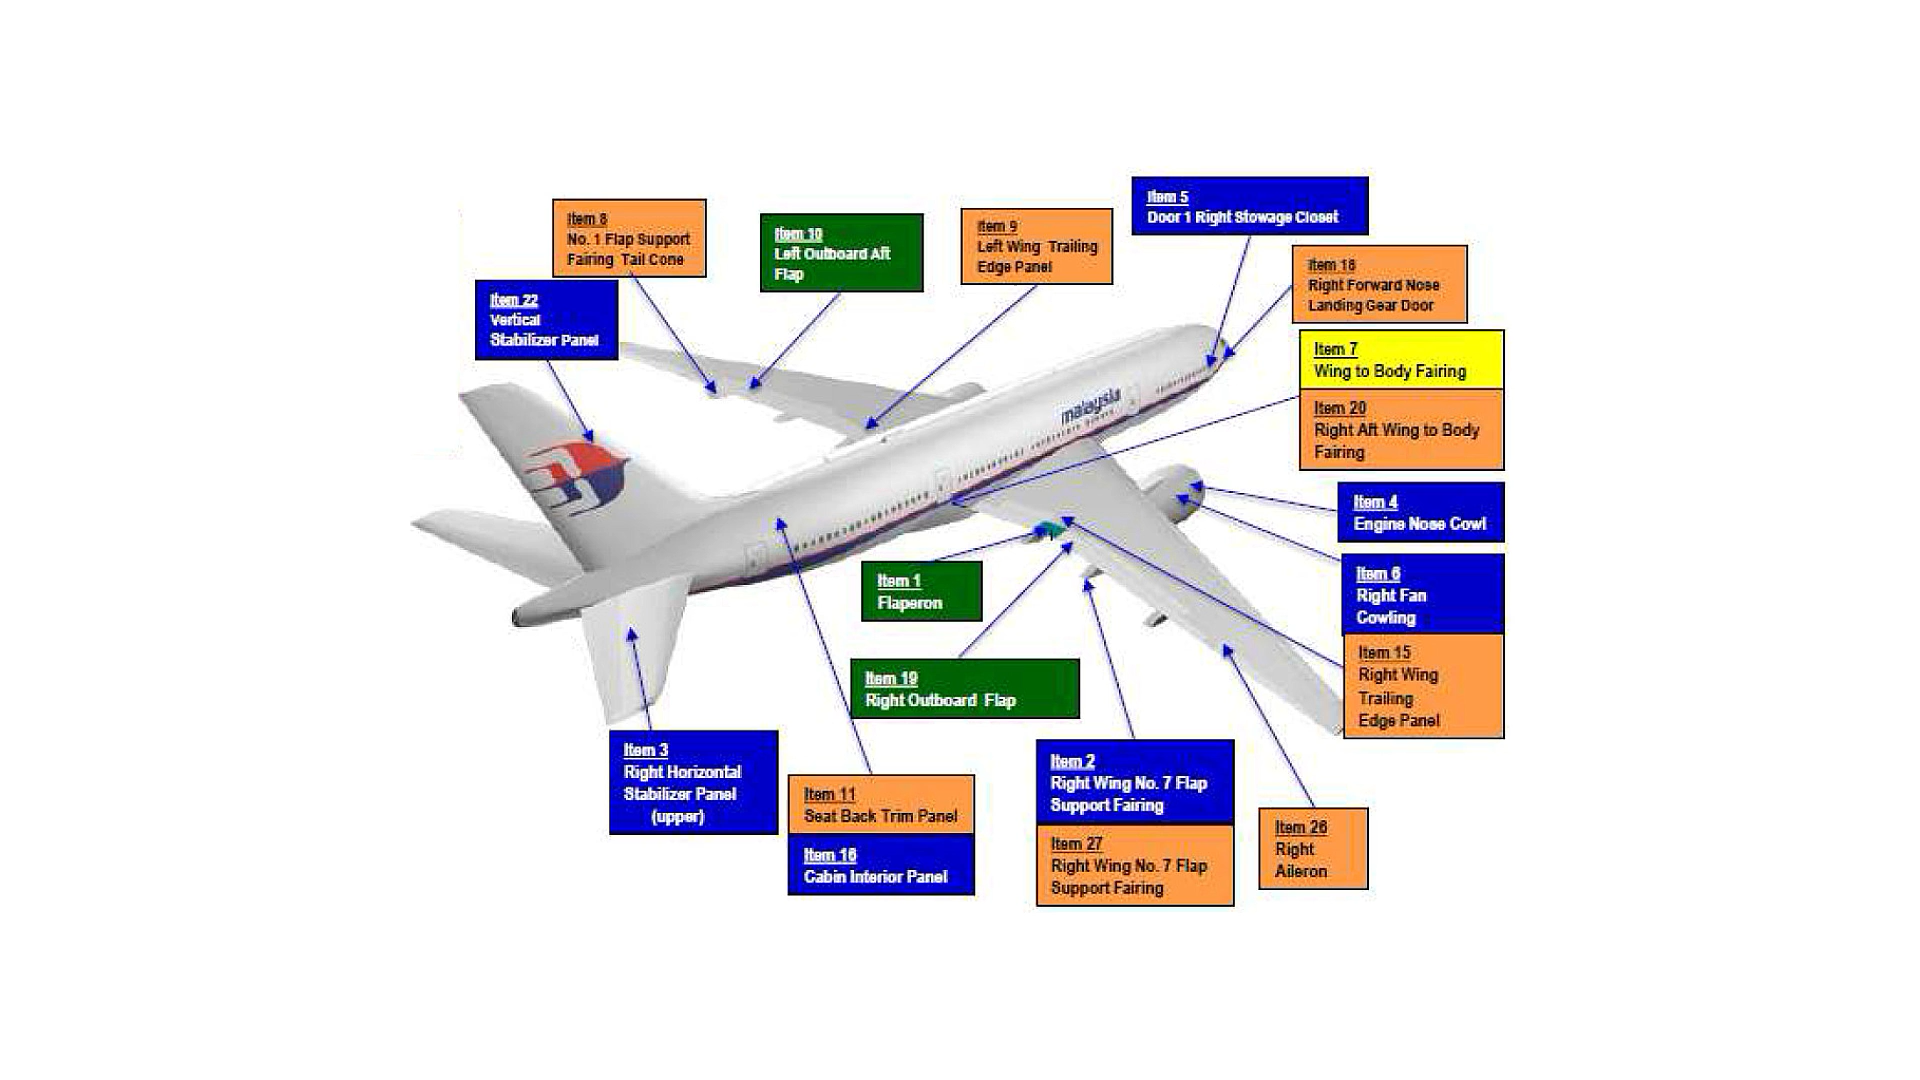 Item 5
Door 1 Right Stowage Closet
Item 8
No. 1 Flap Support
Fairing Tail Cone
Item 10
Left Outboard Aft
Flap
Item 9
Left Wing Trailing
Edge Panel
Item 18
Right Forward Nose
Landing Gear Door
Item 22
Vertical
Stabilizer Panel
Item 7
Wing to Body Fairing
Item 20
Right Aft Wing to Body
Fairing
malaysia
Item 4
Engine Nose Cowl
Item 6
Right Fan
Cowling
Item 1
Flaperon
Item 15
Right Wing
Trailing
Edge Panel
Item 19
Right Outboard Flap
Item 3
Right Horizontal
Stabilizer Panel
(upper)
Item 11
Seat Back Trim Panel
Item 16
Cabin Interior Panel
Item 2
Right Wing No. 7 Flap
Support Fairing
Item 27
Right Wing No. 7 Flap
Support Fairing
Item 26
Right
Aileron